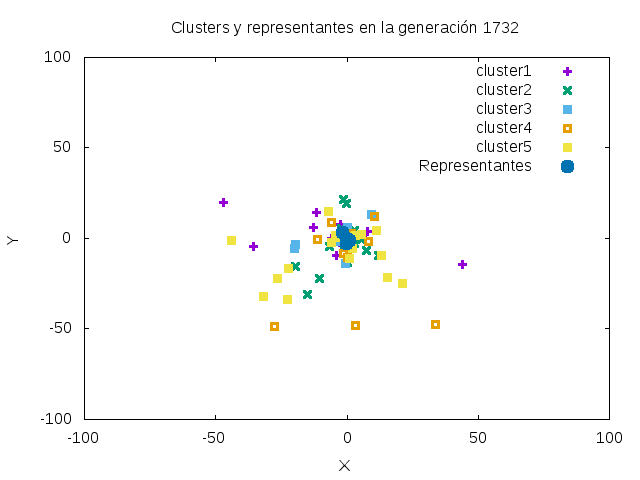 Clusters y representantes en la generación 1732
100
50
0
-50
-100
-100
-50
0
50
100
Y
X
cluster1
cluster2
cluster3
cluster4
cluster5
Representantes